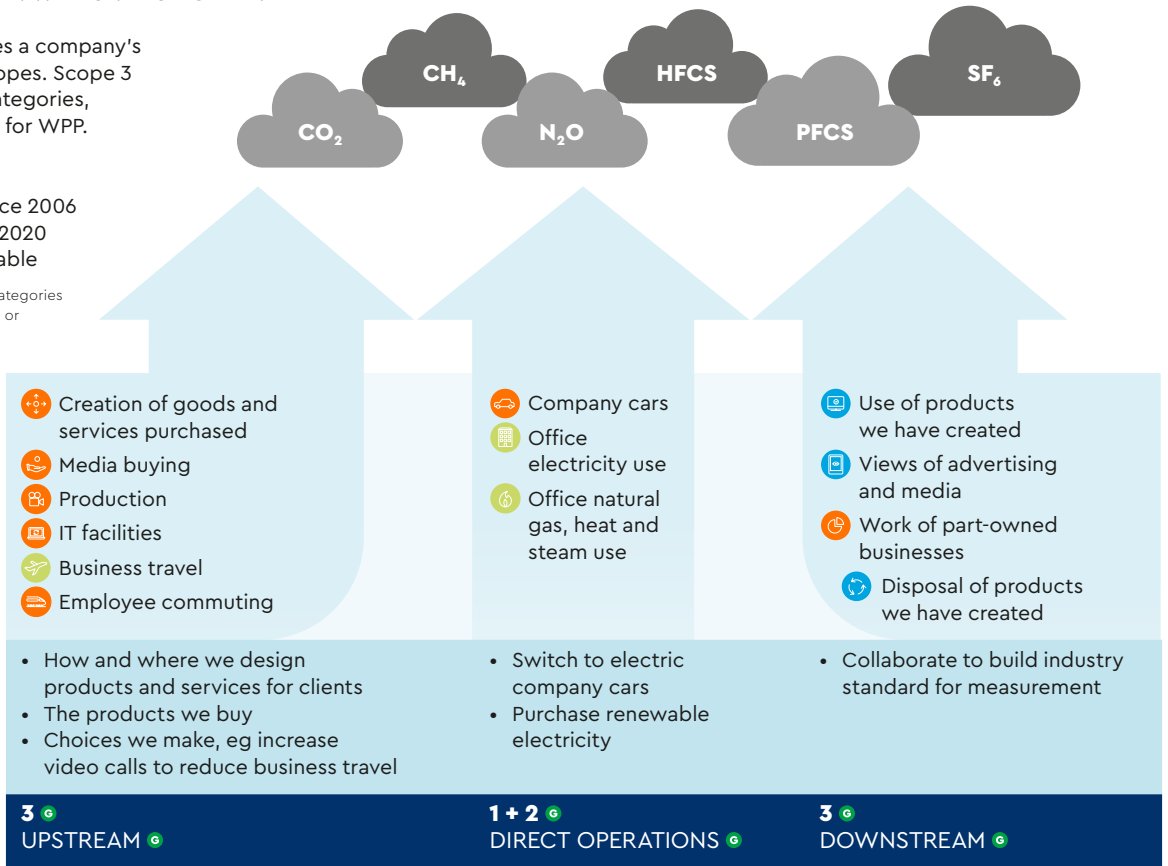 es a company's
opes. Scope 3
ategories,
for WPP.
ce 2006
2020
able
ategories
or
CO₂
CH₄
N₂O
HFCS
PFCS
SF₆
Creation of goods and
services purchased
Media buying
Production
IT facilities
Business travel
Employee commuting
Company cars
Office
electricity use
Office natural
gas, heat and
steam use
Use of products
we have created
Views of advertising
and media
Work of part-owned
businesses
Disposal of products
we have created
• How and where we design
products and services for clients
• The products we buy
• Choices we make, eg increase
video calls to reduce business travel
• Switch to electric
company cars
• Purchase renewable
electricity
• Collaborate to build industry
standard for measurement
3 G
UPSTREAM G
1 + 2 G
DIRECT OPERATIONS G
3 G
DOWNSTREAM G